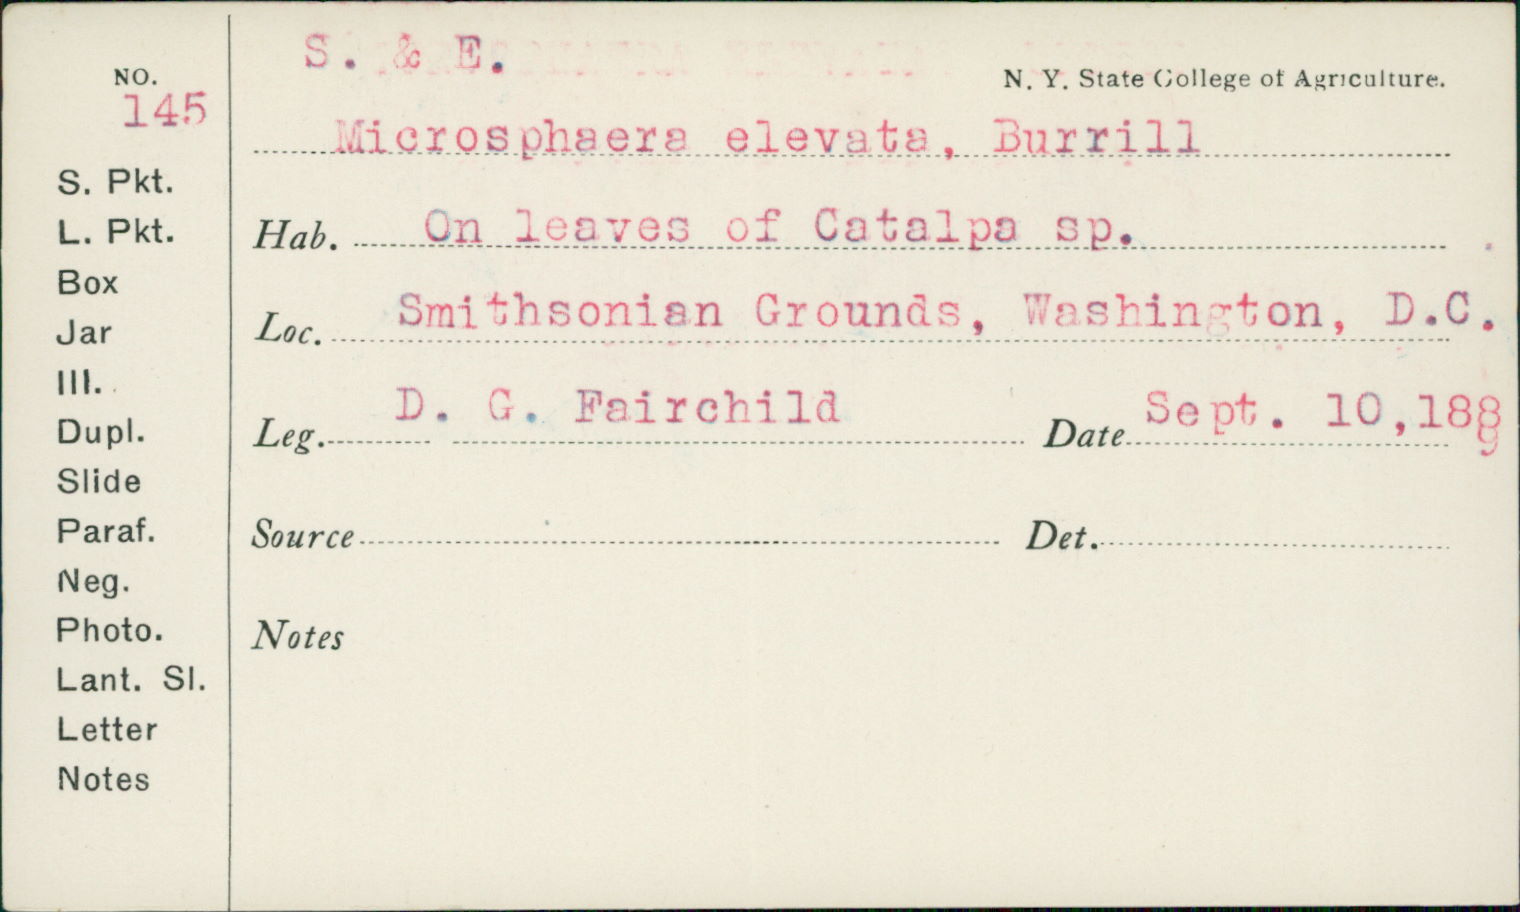 S. & E.
NO.
145
N. Y. State College of Agriculture.
Microsphaera elevata, Burrill
S. Pkt.
L. Pkt.
Hab. On leaves of Catalpa sp.
Box
Jar
Loc. Smithsonian Grounds, Washington, D.C.
Ill.
Dupl.
Leg. D. G. Fairchild Date Sept. 10,1889
Slide
Paraf.
Source Det.
Neg.
Photo.
Notes
Lant. Sl.
Letter
Notes